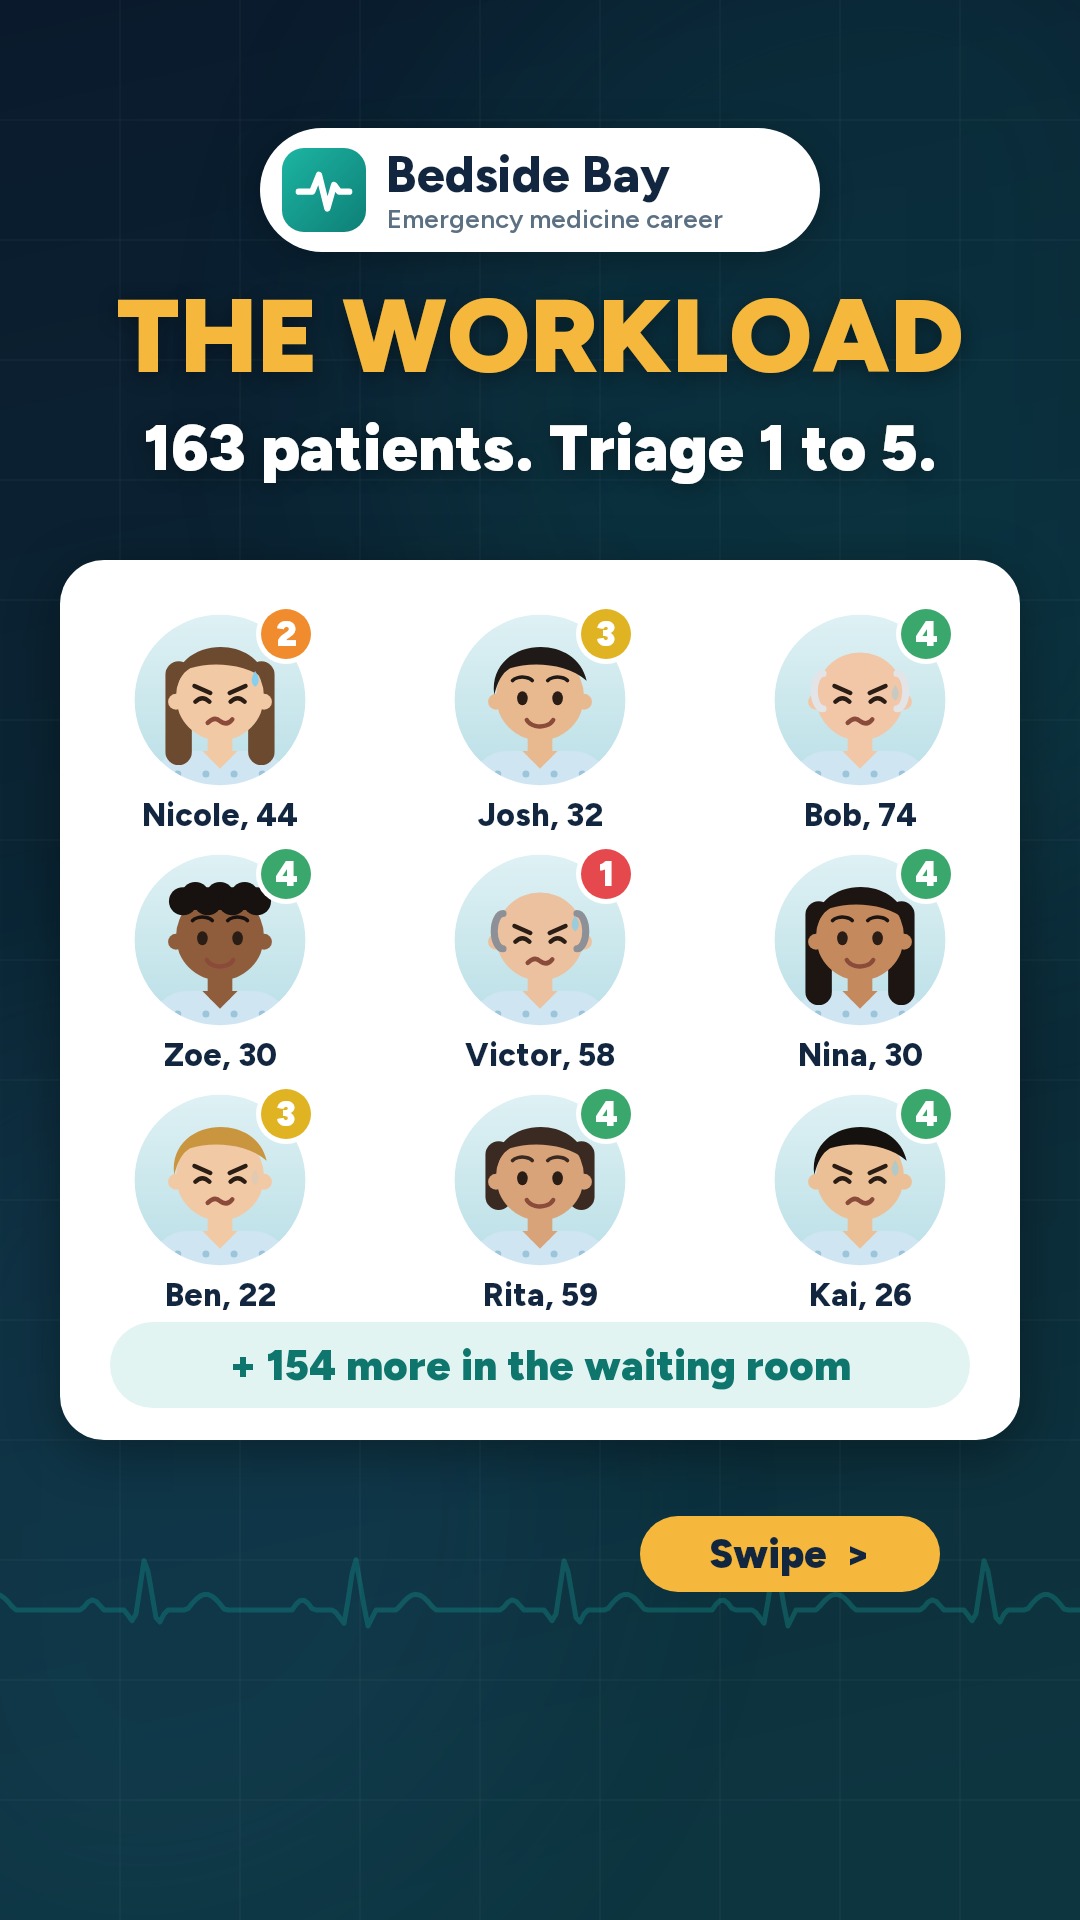 Bedside Bay
Emergency medicine career
THE WORKLOAD
163 patients. Triage 1 to 5.
2
3
4
Nicole, 44
Josh, 32
Bob, 74
4
1
4
Zoe, 30
Victor, 58
Nina, 30
3
4
4
Ben, 22
Rita, 59
Kai, 26
+ 154 more in the waiting room
Swipe >